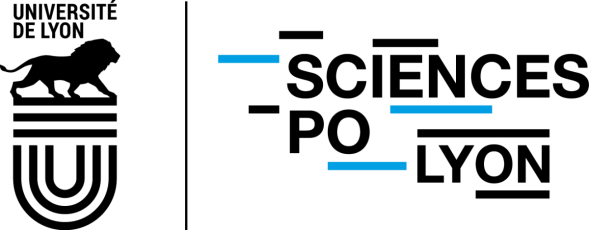 UNIVERSITÉ
DE LYON
SCIENCES
PO
LYON